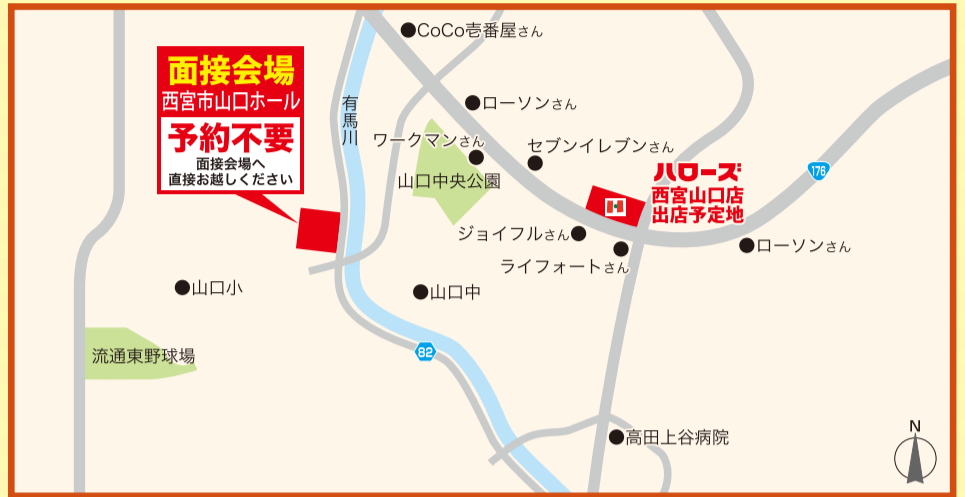 CoCo壱番屋さん
面接会場
西宮市山口ホール
予約不要
面接会場へ
直接お越しください
有馬川
ローソンさん
ワークマンさん
セブンイレブンさん
山口中央公園
ハローズ
西宮山口店
出店予定地
176
ジョイフルさん
ライフォートさん
ローソンさん
山口小
山口中
82
流通東野球場
高田上谷病院
N